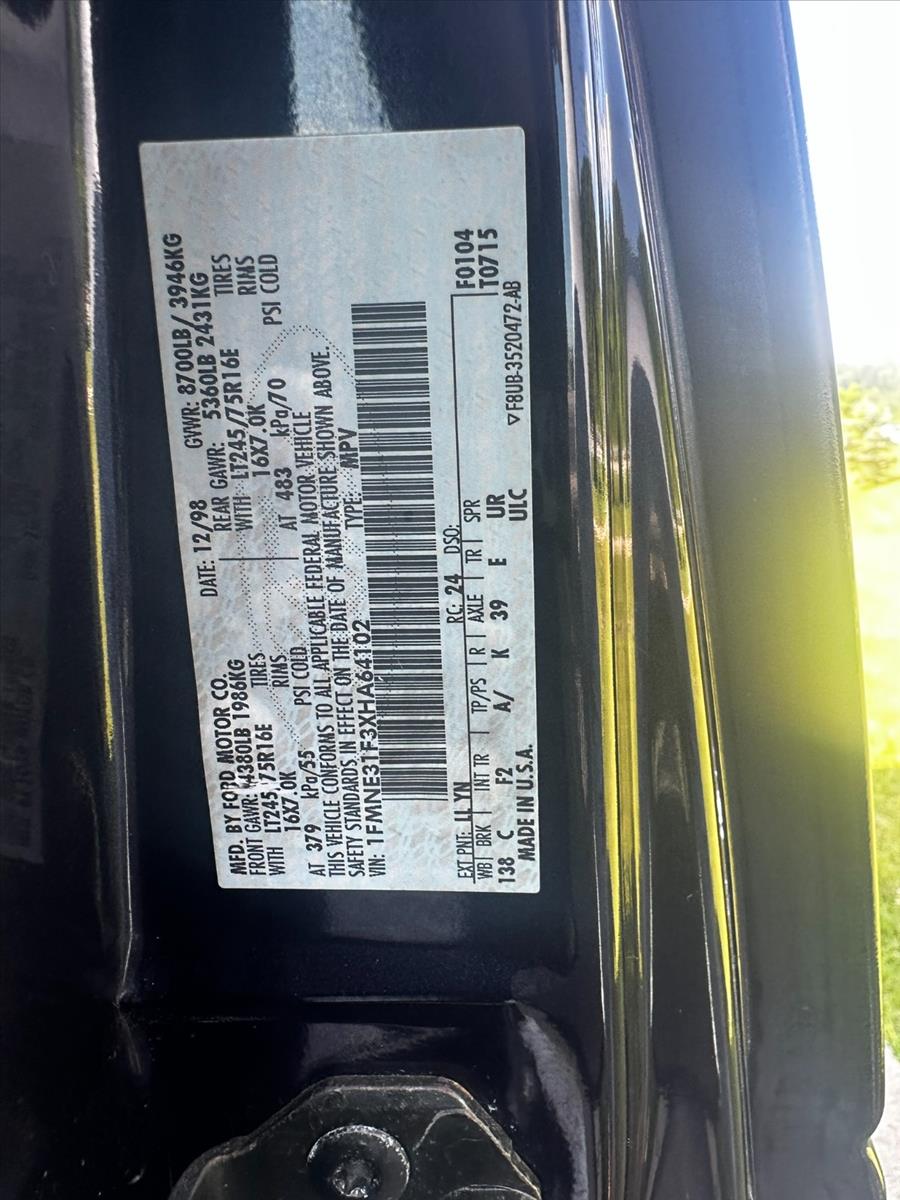 MFD. BY FORD MOTOR CO.
DATE: 12/98 GVWR: 8700LB / 3946KG
FRONT GAWR: 4380LB 1986KG REAR GAWR: 5360LB 2431KG
WITH LT245/75R16E TIRES WITH LT245/75R16E TIRES
16X7.0K RIMS 16X7.0K RIMS
AT 379 kPa/55 PSI COLD AT 483 kPa/70 PSI COLD
THIS VEHICLE CONFORMS TO ALL APPLICABLE FEDERAL MOTOR VEHICLE
SAFETY STANDARDS IN EFFECT ON THE DATE OF MANUFACTURE SHOWN ABOVE.
VIN: 1FMNE31F3XHA64102 TYPE: MPV
F0104
T0715
EXT PNT: LL YN RC: 24 DSO:
WB BRK INT TR TP/PS R AXLE TR SPR
138 C F2 A/ K 39 E UR
MADE IN U.S.A. ULC
▽F8UB-3520472-AB